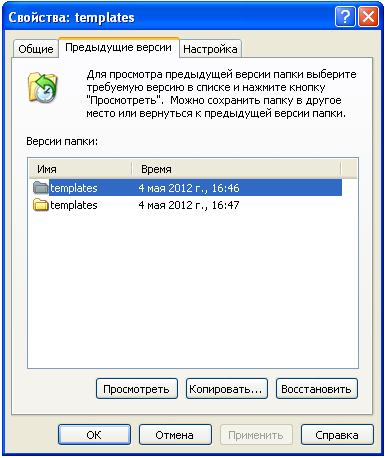 Свойства: templates
Общие
Предыдущие версии
Настройка
Для просмотра предыдущей версии папки выберите
требуемую версию в списке и нажмите кнопку
"Просмотреть". Можно сохранить папку в другое
место или вернуться к предыдущей версии папки.
Версии папки:
Имя Время
templates 4 мая 2012 г., 16:46
templates 4 мая 2012 г., 16:47
Просмотреть Копировать... Восстановить
ОК Отмена Применить Справка